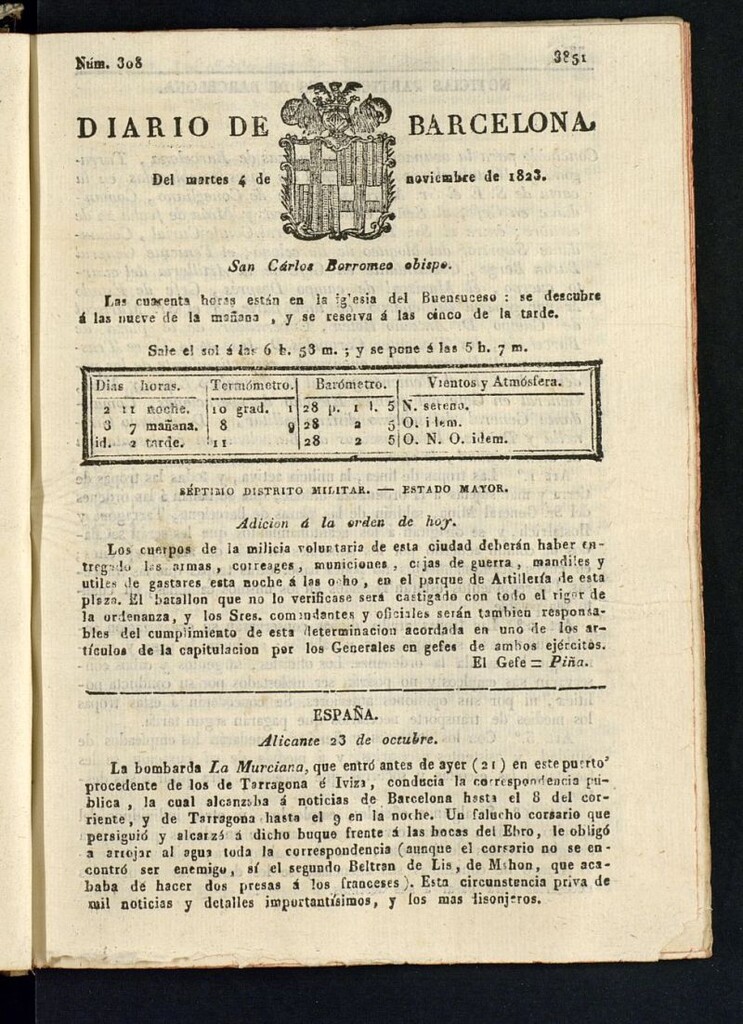 Núm. 308
3851
DIARIO DE BARCELONA,
Del martes 4 de noviembre de 1823.
San Cárlos Borromeo obispo.
Las cuarenta horas están en la iglesia del Buensuceso : se descubre
á las nueve de la mañana , y se reserva á las cinco de la tarde.
Sale el sol á las 6 h. 53 m. ; y se pone á las 5 h. 7 m.
Dias horas. Termómetro. Barómetro. Vientos y Atmósfera.
2 11 noche. 10 grad. 1 28 p. 1 l. 5 N. sereno.
3 7 mañana. 8 9 28 2 5 O. idem.
id. 2 tarde. 11 28 2 5 O. N. O. idem.
SÉPTIMO DISTRITO MILITAR. — ESTADO MAYOR.
Adicion á la orden de hoy.
Los cuerpos de la milicia voluntaria de esta ciudad deberán haber en-
tregado las armas , correages , municiones , cajas de guerra , mandiles y
utiles de gastares esta noche á las ocho , en el parque de Artillería de esta
plaza. El batallon que no lo verificase será castigado con todo el rigor de
la ordenanza, y los Sres. comandantes y oficiales serán tambien responsa-
bles del cumplimiento de esta determinacion acordada en uno de los ar-
tículos de la capitulacion por los Generales en gefes de ambos ejércitos.
El Gefe = Piña.
ESPAÑA.
Alicante 23 de octubre.
La bombarda La Murciana, que entró antes de ayer (21) en este puerto
procedente de los de Tarragona é Iviza, conducia la correspondencia pú-
blica , la cual alcanzaba á noticias de Barcelona hasta el 8 del cor-
riente, y de Tarragona hasta el 9 en la noche. Un falucho corsario que
persiguió y alcanzó á dicho buque frente á las bocas del Ebro, le obligó
a arrojar al agua toda la correspondencia (aunque el corsario no se en-
contró ser enemigo, sí el segundo Beltran de Lis, de Mahon, que aca-
baba de hacer dos presas á los franceses). Esta circunstencia priva de
mil noticias y detalles importantísimos, y los mas lisonjeros.